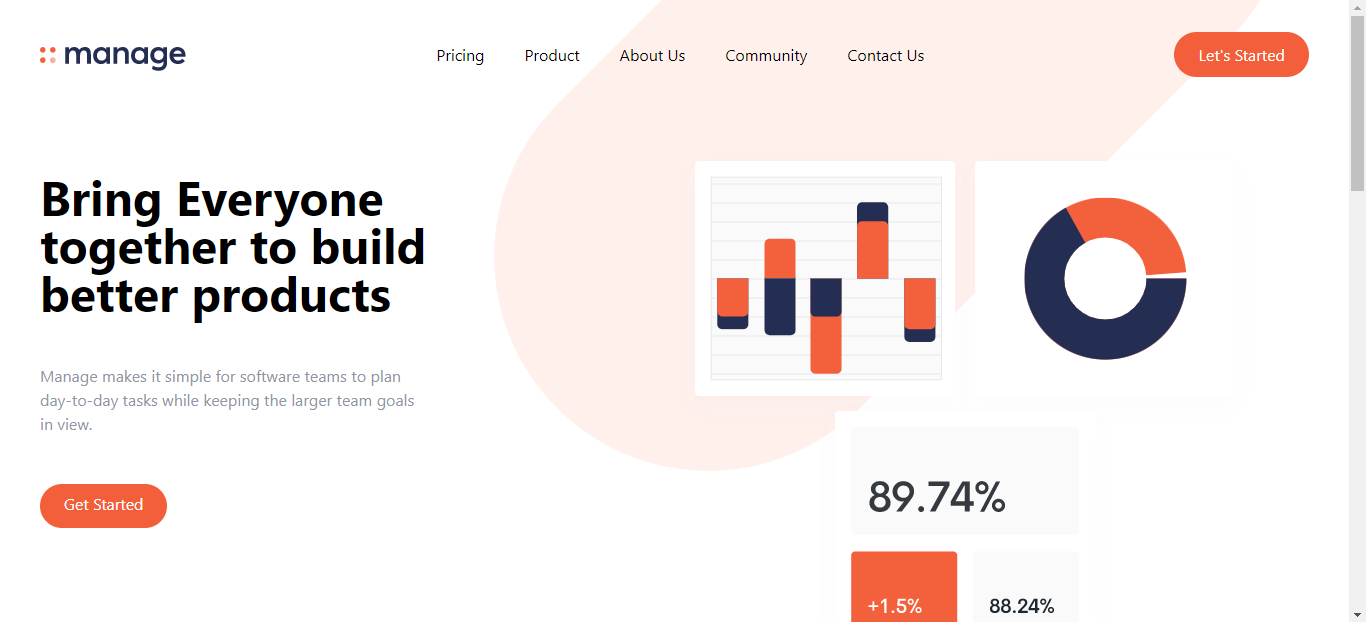 manage
Pricing
Product
About Us
Community
Contact Us
Let's Started
Bring Everyone
together to build
better products
Manage makes it simple for software teams to plan
day-to-day tasks while keeping the larger team goals
in view.
Get Started
89.74%
+1.5%
88.24%